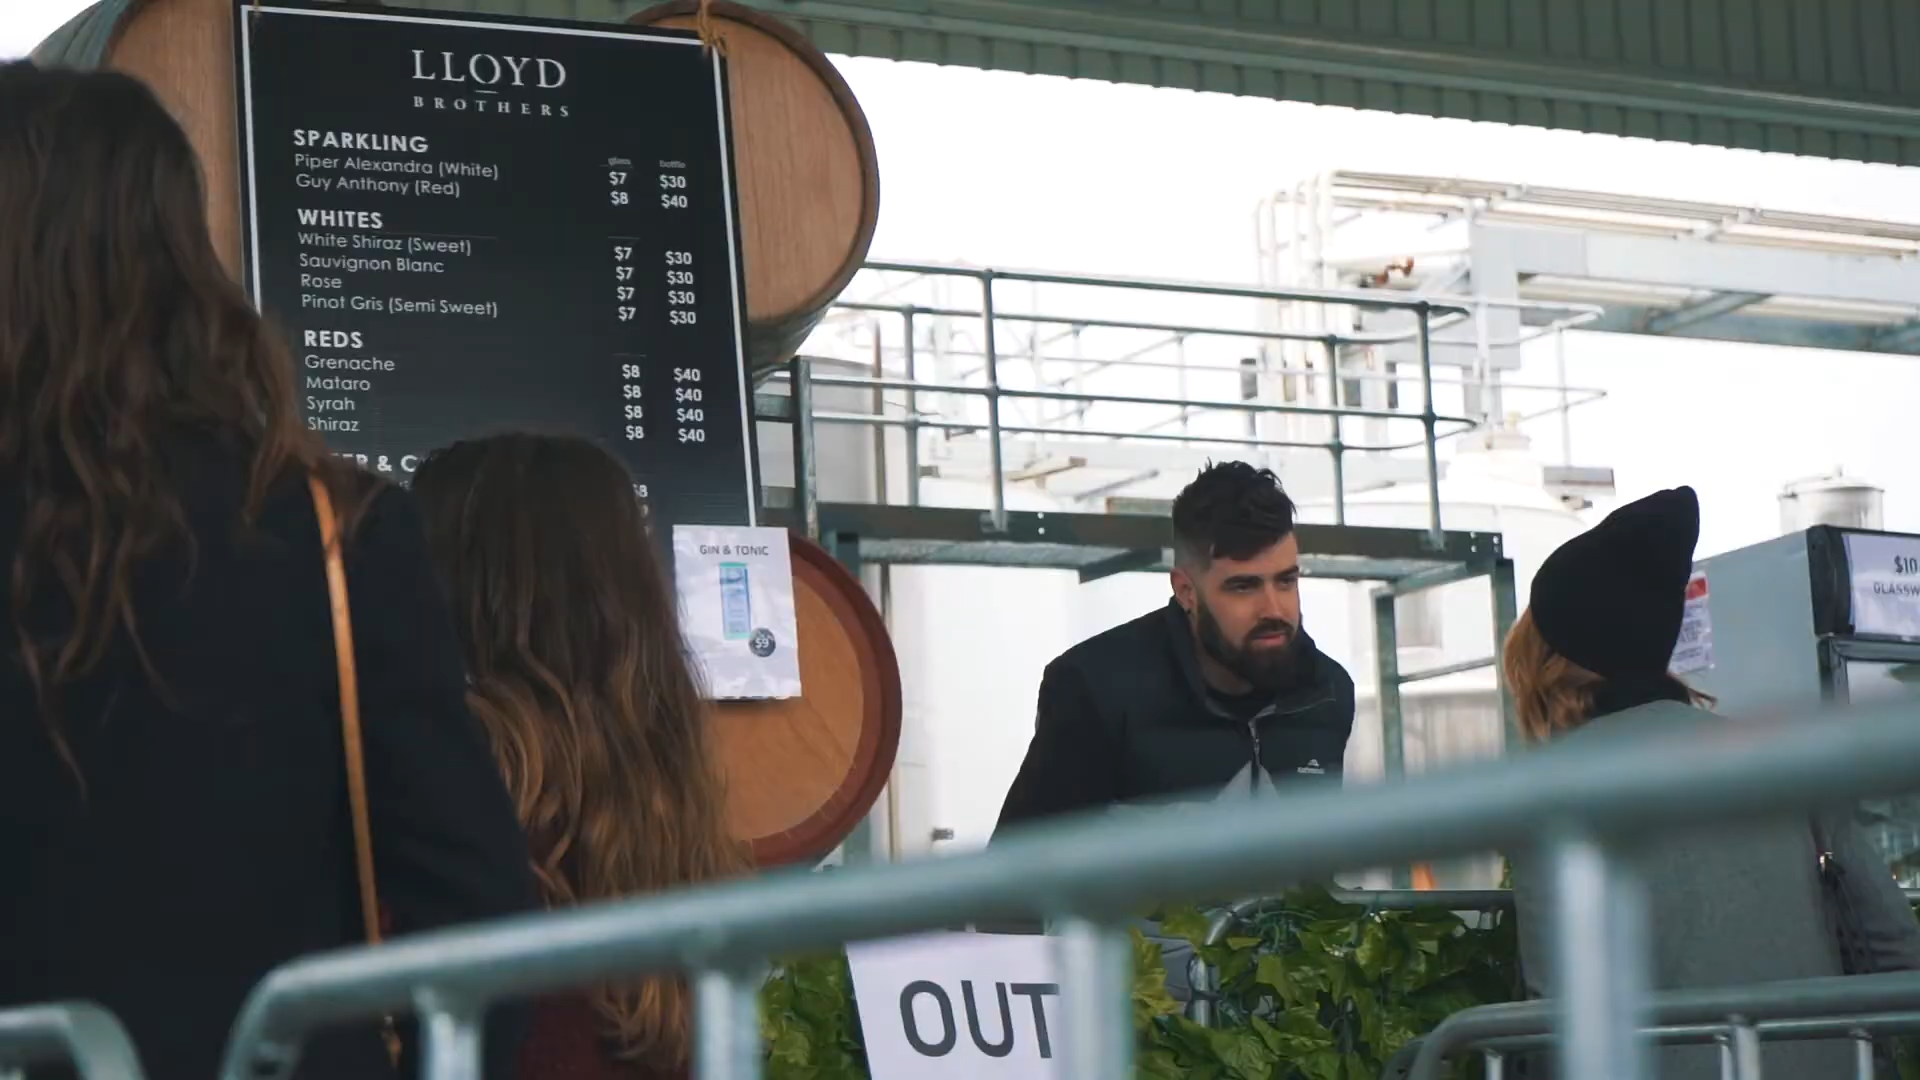 LLOYD
BROTHERS
SPARKLING
glass bottle
Piper Alexandra (White) $7 $30
Guy Anthony (Red) $8 $40
WHITES
White Shiraz (Sweet) $7 $30
Sauvignon Blanc $7 $30
Rose $7 $30
Pinot Gris (Semi Sweet) $7 $30
REDS
Grenache $8 $40
Mataro $8 $40
Syrah $8 $40
Shiraz $8 $40
& C
GIN & TONIC
$9
$10
GLASSW
OUT